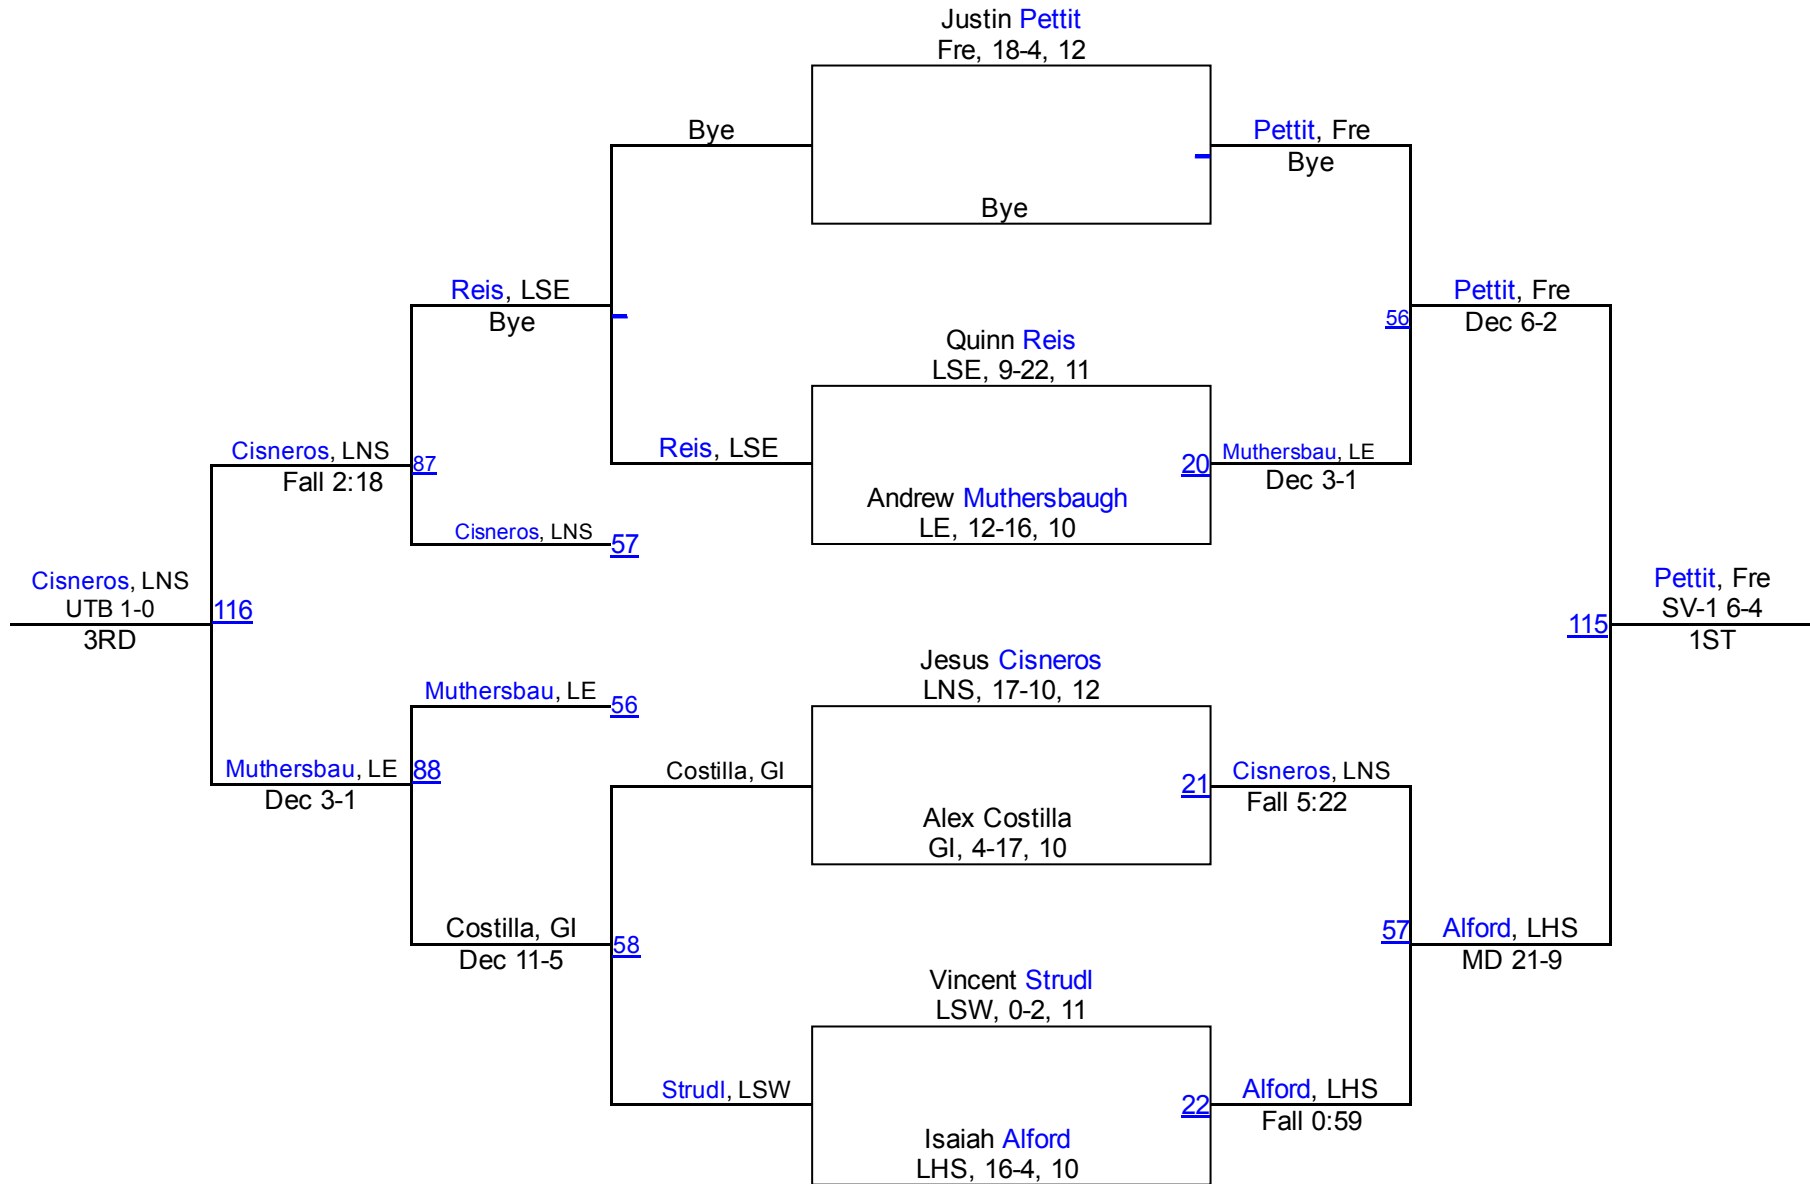 Justin Pettit
Fre, 18-4, 12
Bye
Pettit, Fre
Bye
Bye
Reis, LSE
Bye
Pettit, Fre
Dec 6-2
56
Quinn Reis
LSE, 9-22, 11
Cisneros, LNS
Fall 2:18
87
Reis, LSE
20
Muthersbau, LE
Dec 3-1
Andrew Muthersbaugh
LE, 12-16, 10
Cisneros, LNS
57
Cisneros, LNS
UTB 1-0
3RD
116
Pettit, Fre
SV-1 6-4
1ST
115
Jesus Cisneros
LNS, 17-10, 12
Muthersbau, LE
56
Muthersbau, LE
Dec 3-1
88
Costilla, GI
21
Cisneros, LNS
Fall 5:22
Alex Costilla
GI, 4-17, 10
Costilla, GI
Dec 11-5
58
57
Alford, LHS
MD 21-9
Vincent Strudl
LSW, 0-2, 11
Strudl, LSW
22
Alford, LHS
Fall 0:59
Isaiah Alford
LHS, 16-4, 10